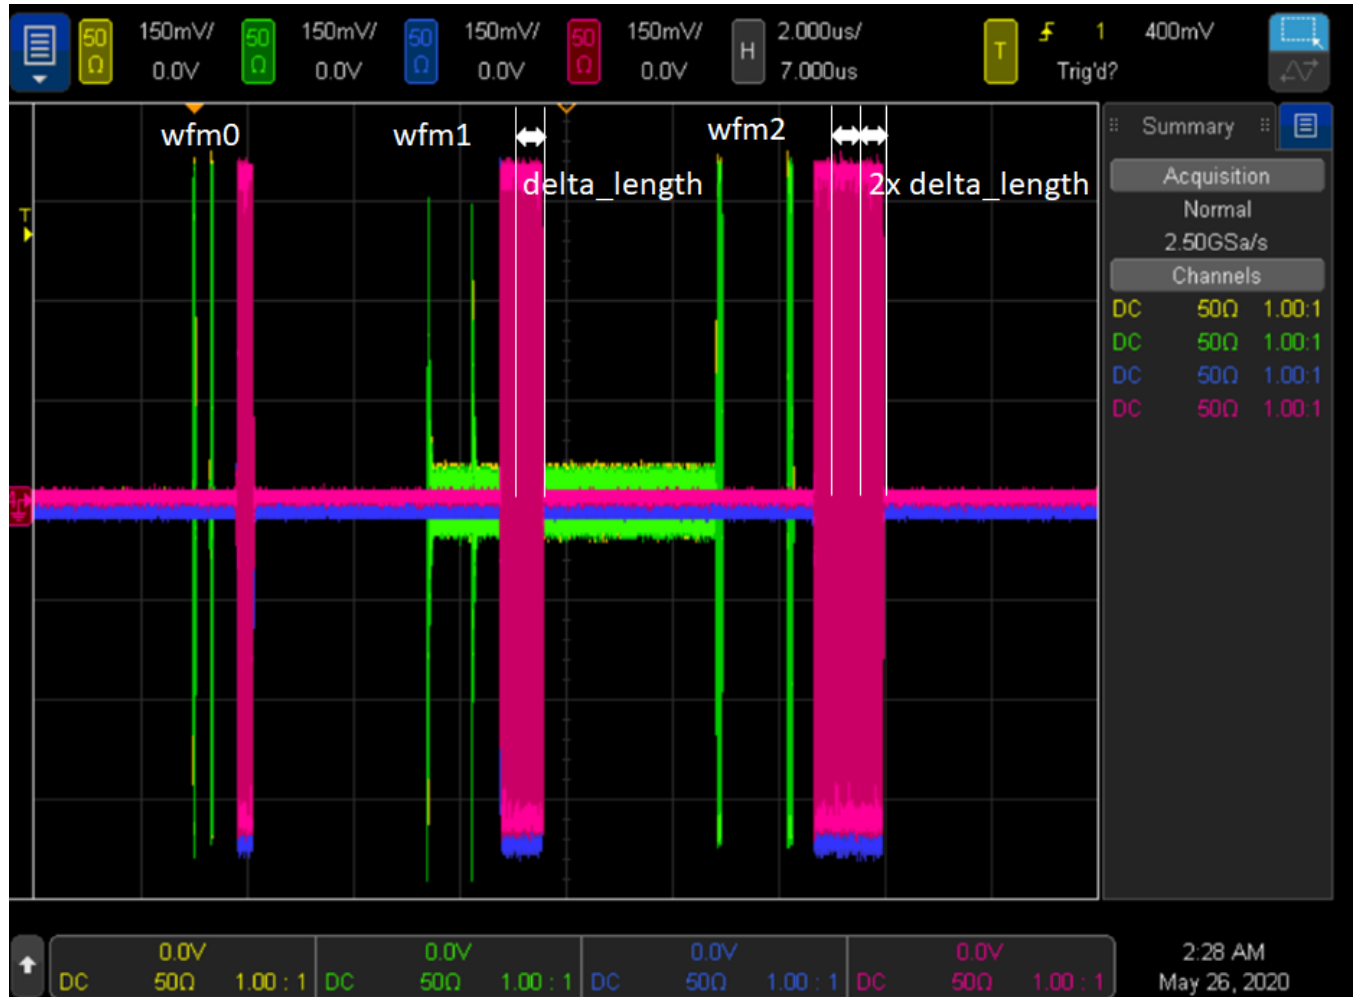 50 Ω 150mV/ 0.0V
50 Ω 150mV/ 0.0V
50 Ω 150mV/ 0.0V
50 Ω 150mV/ 0.0V
H 2.000us/ 7.000us
T 1 400mV
Trig'd?
wfm0 wfm1 wfm2
delta_length 2x delta_length
T
Summary
Acquisition
Normal
2.50GSa/s
Channels
DC 50Ω 1.00:1
DC 50Ω 1.00:1
DC 50Ω 1.00:1
DC 50Ω 1.00:1
0.0V 0.0V 0.0V 0.0V
DC 50Ω 1.00 : 1 DC 50Ω 1.00 : 1 DC 50Ω 1.00 : 1 DC 50Ω 1.00 : 1
2:28 AM
May 26, 2020